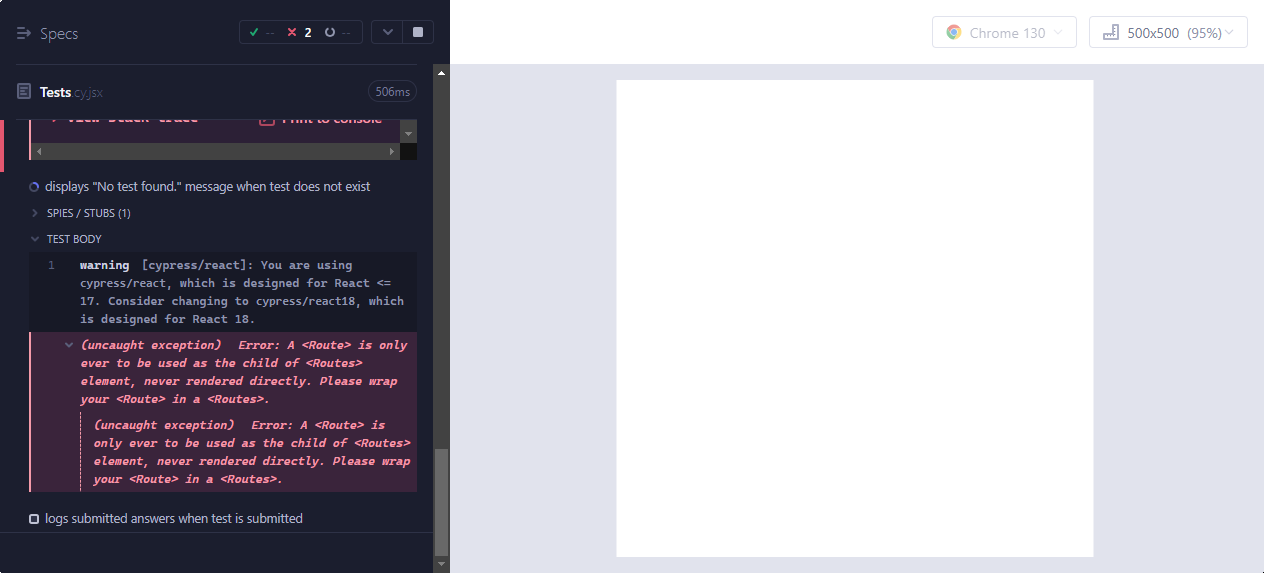 Specs
-- 2 --
Chrome 130
500x500 (95%)
Tests.cy.jsx
506ms
View stack trace
Print to console
displays "No test found." message when test does not exist
SPIES / STUBS (1)
TEST BODY
1 warning [cypress/react]: You are using
cypress/react, which is designed for React <=
17. Consider changing to cypress/react18, which
is designed for React 18.
(uncaught exception) Error: A <Route> is only
ever to be used as the child of <Routes>
element, never rendered directly. Please wrap
your <Route> in a <Routes>.
(uncaught exception) Error: A <Route> is
only ever to be used as the child of <Routes>
element, never rendered directly. Please wrap
your <Route> in a <Routes>.
logs submitted answers when test is submitted